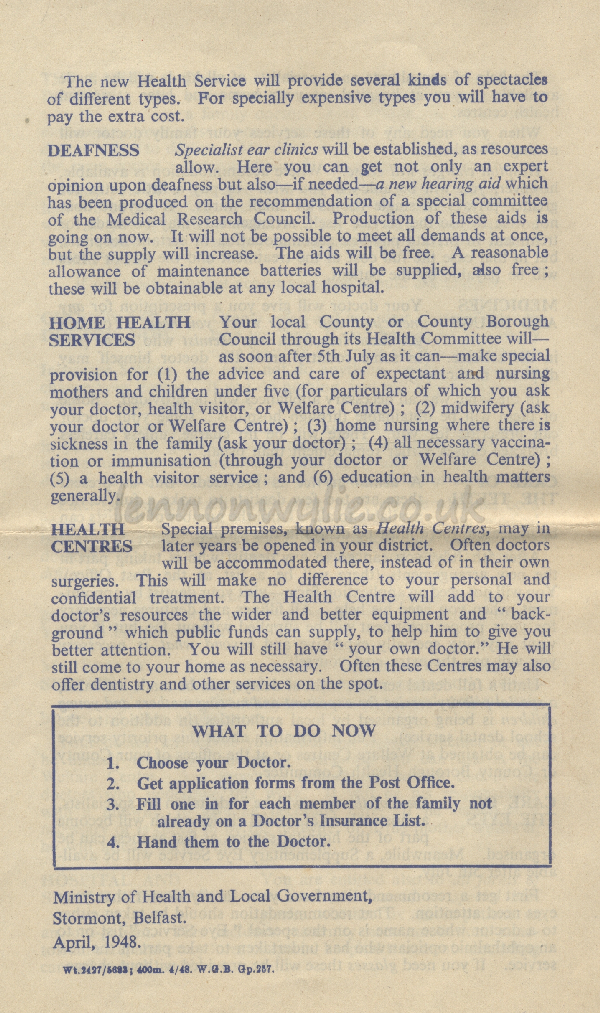 The new Health Service will provide several kinds of spectacles
of different types. For specially expensive types you will have to
pay the extra cost.
DEAFNESS Specialist ear clinics will be established, as resources
allow. Here you can get not only an expert
opinion upon deafness but also—if needed—a new hearing aid which
has been produced on the recommendation of a special committee
of the Medical Research Council. Production of these aids is
going on now. It will not be possible to meet all demands at once,
but the supply will increase. The aids will be free. A reasonable
allowance of maintenance batteries will be supplied, also free ;
these will be obtainable at any local hospital.
HOME HEALTH Your local County or County Borough
SERVICES Council through its Health Committee will—
as soon after 5th July as it can—make special
provision for (1) the advice and care of expectant and nursing
mothers and children under five (for particulars of which you ask
your doctor, health visitor, or Welfare Centre) ; (2) midwifery (ask
your doctor or Welfare Centre) ; (3) home nursing where there is
sickness in the family (ask your doctor) ; (4) all necessary vaccina-
tion or immunisation (through your doctor or Welfare Centre) ;
(5) a health visitor service ; and (6) education in health matters
generally.
lennonwylie.co.uk
HEALTH Special premises, known as Health Centres, may in
CENTRES later years be opened in your district. Often doctors
will be accommodated there, instead of in their own
surgeries. This will make no difference to your personal and
confidential treatment. The Health Centre will add to your
doctor's resources the wider and better equipment and “ back-
ground ” which public funds can supply, to help him to give you
better attention. You will still have “ your own doctor.” He will
still come to your home as necessary. Often these Centres may also
offer dentistry and other services on the spot.
WHAT TO DO NOW
1. Choose your Doctor.
2. Get application forms from the Post Office.
3. Fill one in for each member of the family not
already on a Doctor's Insurance List.
4. Hand them to the Doctor.
Ministry of Health and Local Government,
Stormont, Belfast.
April, 1948.
Wt.2427/5683; 400m. 4/48. W.G.B. Gp.257.